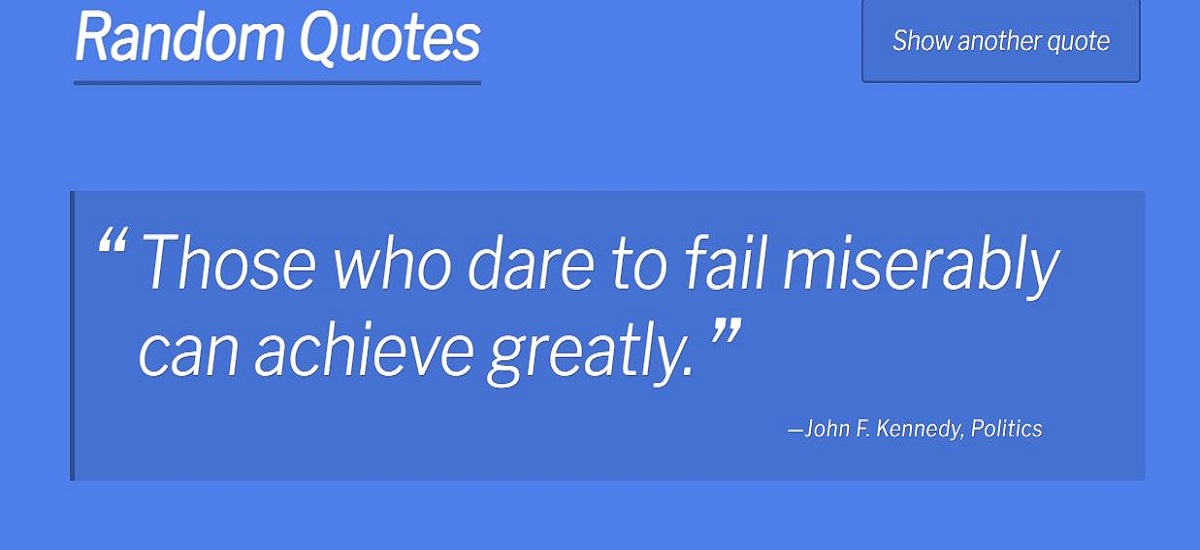 Random Quotes
Show another quote
“ Those who dare to fail miserably
can achieve greatly. ”
—John F. Kennedy, Politics